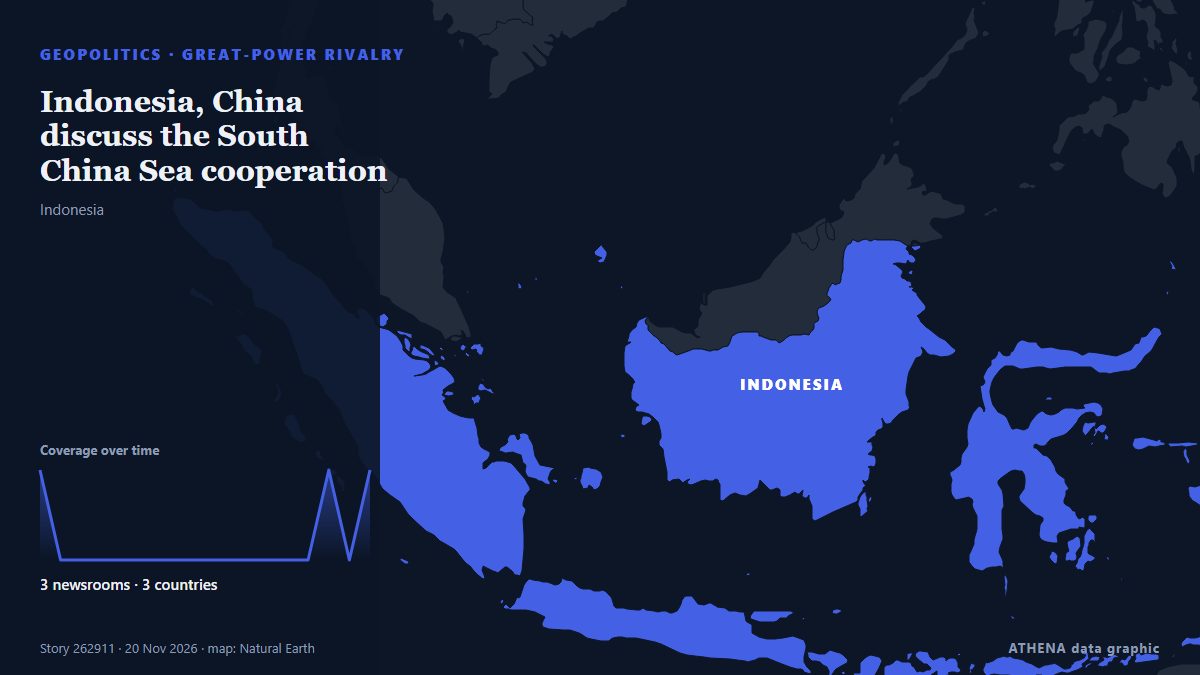 GEOPOLITICS · GREAT-POWER RIVALRY
Indonesia, China
discuss the South
China Sea cooperation
Indonesia
INDONESIA
Coverage over time
3 newsrooms · 3 countries
Story 262911 · 20 Nov 2026 · map: Natural Earth
ATHENA data graphic